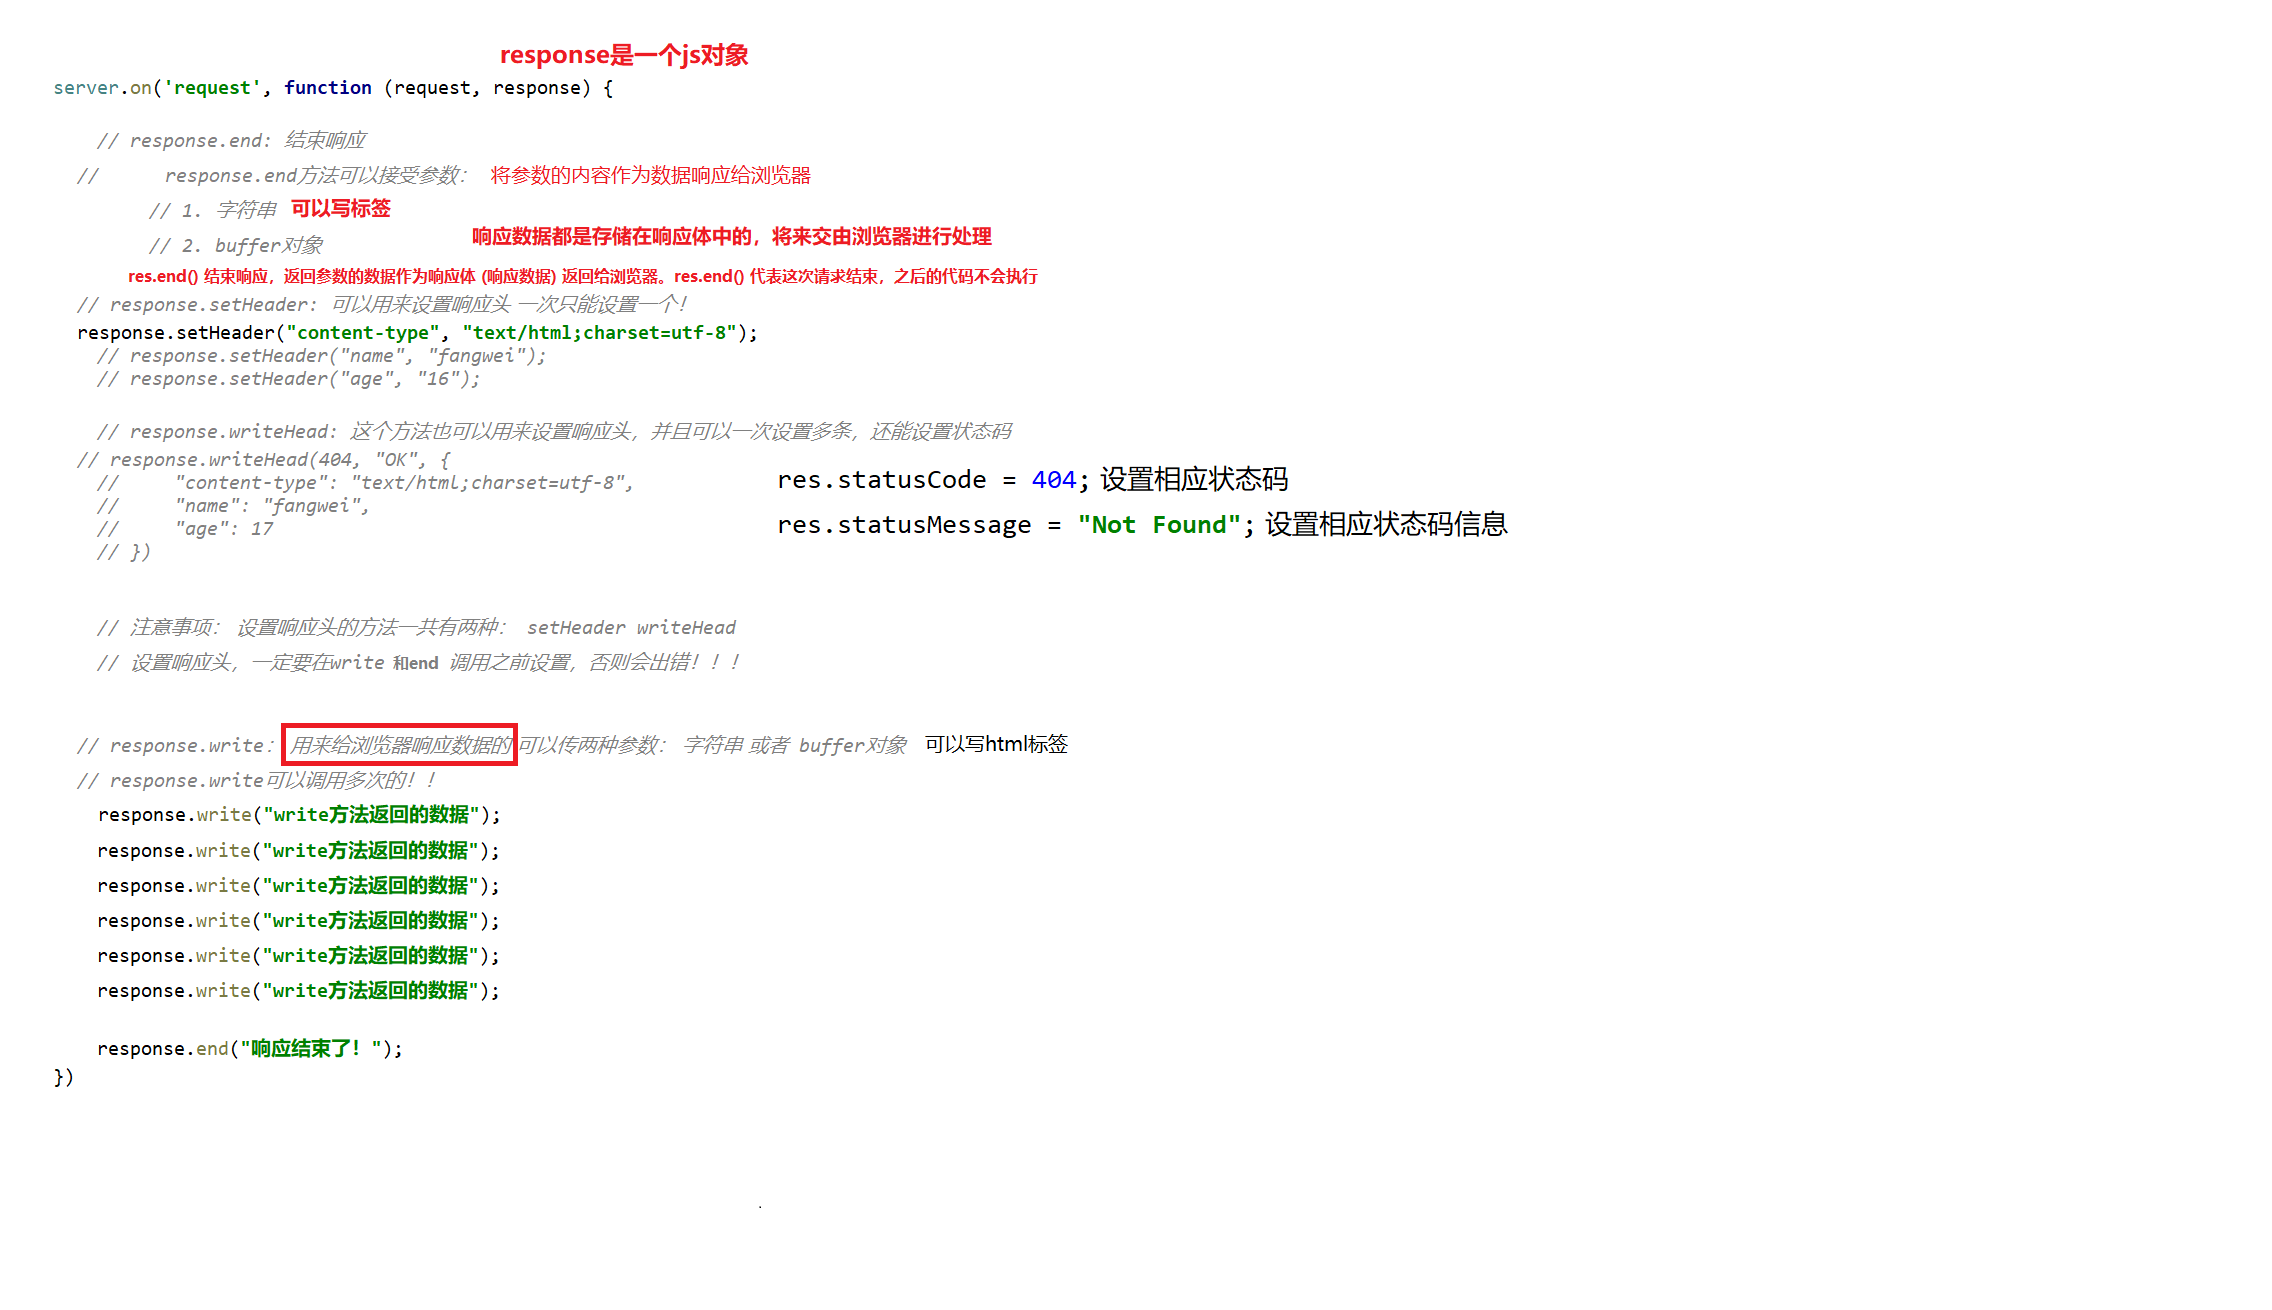 response是一个js对象
server.on('request', function (request, response) {
// response.end: 结束响应
// response.end方法可以接受参数： 将参数的内容作为数据响应给浏览器
// 1. 字符串 可以写标签
// 2. buffer对象 响应数据都是存储在响应体中的，将来交由浏览器进行处理
res.end() 结束响应，返回参数的数据作为响应体 (响应数据) 返回给浏览器。res.end() 代表这次请求结束，之后的代码不会执行
// response.setHeader: 可以用来设置响应头 一次只能设置一个！
response.setHeader("content-type", "text/html;charset=utf-8");
// response.setHeader("name", "fangwei");
// response.setHeader("age", "16");
// response.writeHead: 这个方法也可以用来设置响应头，并且可以一次设置多条，还能设置状态码
// response.writeHead(404, "OK", {
//     "content-type": "text/html;charset=utf-8",
//     "name": "fangwei",
//     "age": 17
// })
res.statusCode = 404; 设置相应状态码
res.statusMessage = "Not Found"; 设置相应状态码信息
// 注意事项： 设置响应头的方法一共有两种： setHeader writeHead
// 设置响应头，一定要在write 和end 调用之前设置，否则会出错！！！
// response.write: 用来给浏览器响应数据的 可以传两种参数： 字符串 或者 buffer对象 可以写html标签
// response.write可以调用多次的！！
response.write("write方法返回的数据");
response.write("write方法返回的数据");
response.write("write方法返回的数据");
response.write("write方法返回的数据");
response.write("write方法返回的数据");
response.write("write方法返回的数据");
response.end("响应结束了！");
})